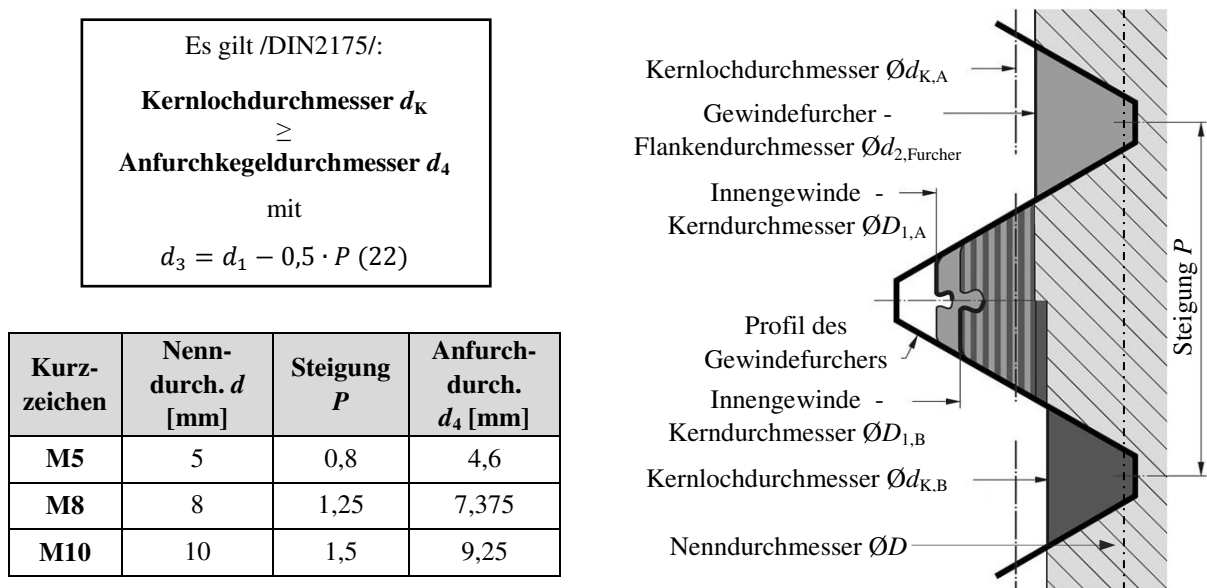 Es gilt /DIN2175/:
Kernlochdurchmesser d_K
≥
Anfurchkegeldurchmesser d_4
mit
d_3 = d_1 − 0,5 · P (22)
Kurz-
zeichen
Nenn-
durch. d
[mm]
Steigung
P
Anfurch-
durch.
d_4 [mm]
M5 5 0,8 4,6
M8 8 1,25 7,375
M10 10 1,5 9,25
Kernlochdurchmesser Ød_K,A
Gewindefurcher -
Flankendurchmesser Ød_2,Furcher
Innengewinde -
Kerndurchmesser ØD_1,A
Profil des
Gewindefurchers
Innengewinde -
Kerndurchmesser ØD_1,B
Kernlochdurchmesser Ød_K,B
Nenndurchmesser ØD
Steigung P